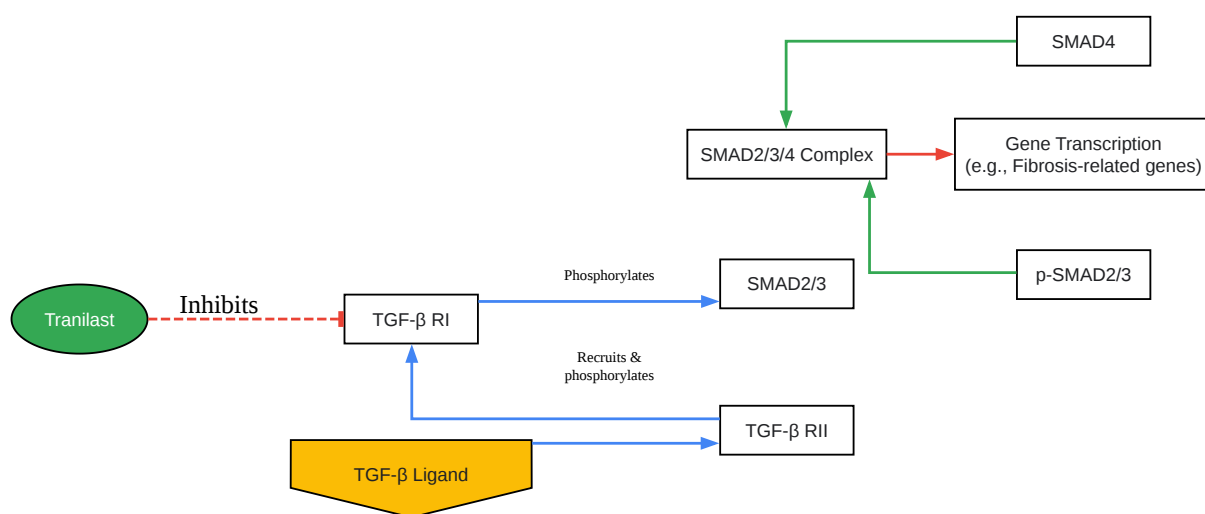 SMAD4
SMAD2/3/4 Complex
Gene Transcription
(e.g., Fibrosis-related genes)
Phosphorylates
SMAD2/3
p-SMAD2/3
Tranilast
Inhibits
TGF-β RI
Recruits &
phosphorylates
TGF-β RII
TGF-β Ligand